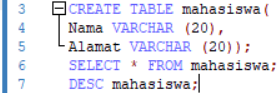 3 CREATE TABLE mahasiswa(
4 Nama VARCHAR (20),
5 Alamat VARCHAR (20));
6 SELECT * FROM mahasiswa;
7 DESC mahasiswa;